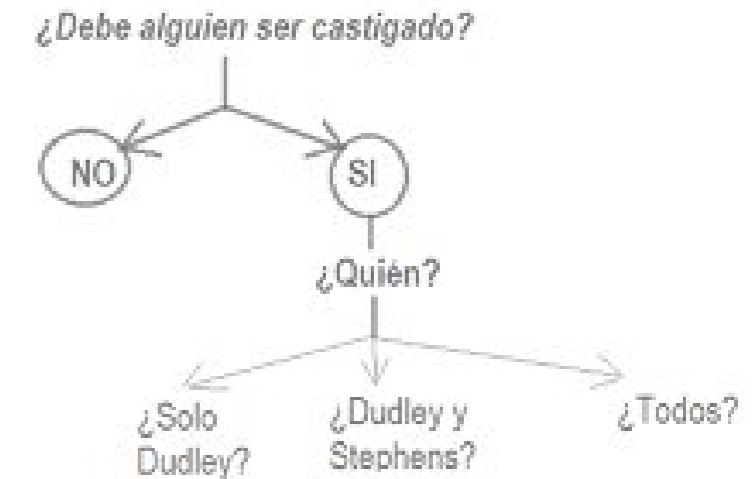 ¿Debe alguien ser castigado?
NO
SI
¿Quién?
¿Solo
Dudley?
¿Dudley y
Stephens?
¿Todos?